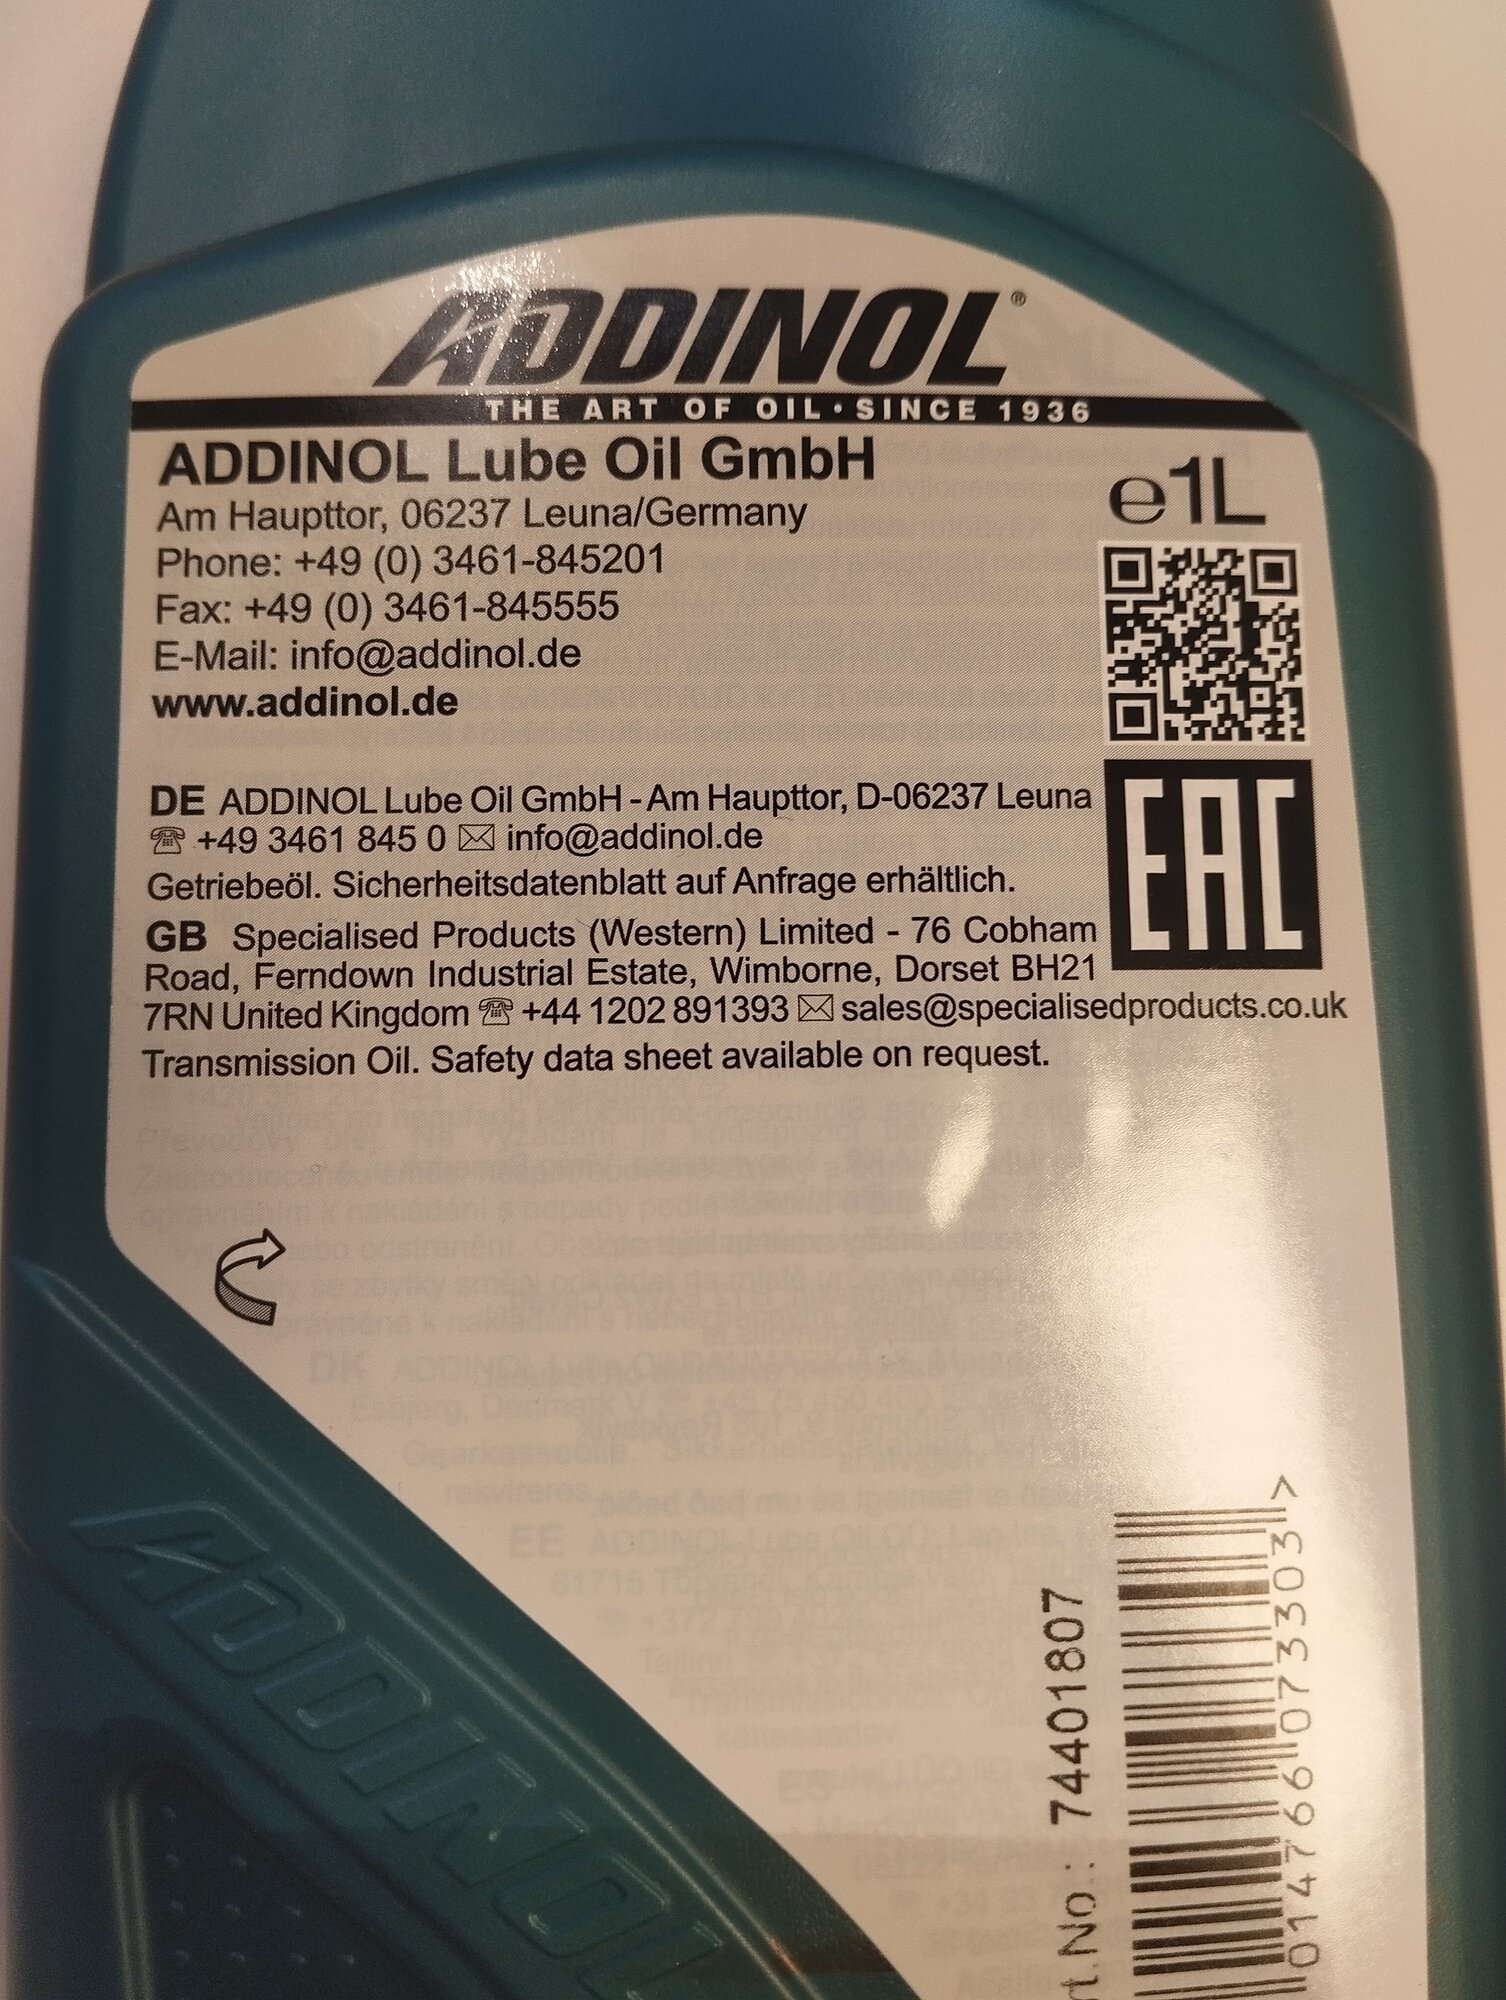 ADDINOL®
THE ART OF OIL • SINCE 1936
ADDINOL Lube Oil GmbH
Am Haupttor, 06237 Leuna/Germany
Phone: +49 (0) 3461-845201
Fax: +49 (0) 3461-845555
E-Mail: info@addinol.de
www.addinol.de
e1L
EAC
DE ADDINOL Lube Oil GmbH - Am Haupttor, D-06237 Leuna
☎ +49 3461 845 0 ✉ info@addinol.de
Getriebeöl. Sicherheitsdatenblatt auf Anfrage erhältlich.
GB Specialised Products (Western) Limited - 76 Cobham
Road, Ferndown Industrial Estate, Wimborne, Dorset BH21
7RN United Kingdom ☎ +44 1202 891393 ✉ sales@specialisedproducts.co.uk
Transmission Oil. Safety data sheet available on request.
74401807
014766 073303 >
ADDINOL